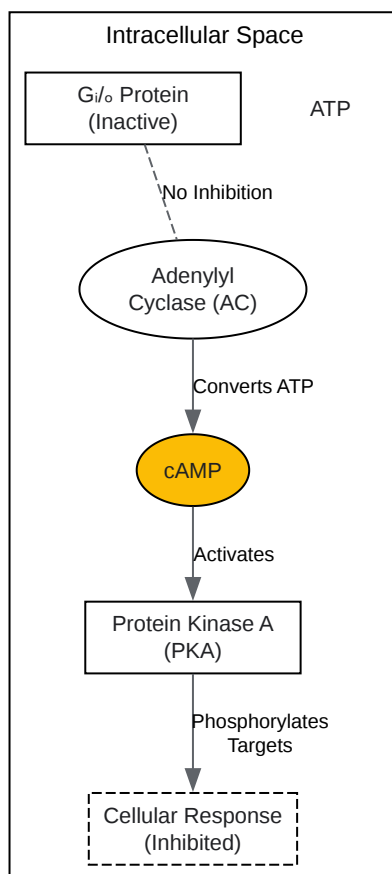 Intracellular Space
Gᵢ/ₒ Protein
(Inactive)
ATP
No Inhibition
Adenylyl
Cyclase (AC)
Converts ATP
cAMP
Activates
Protein Kinase A
(PKA)
Phosphorylates
Targets
Cellular Response
(Inhibited)